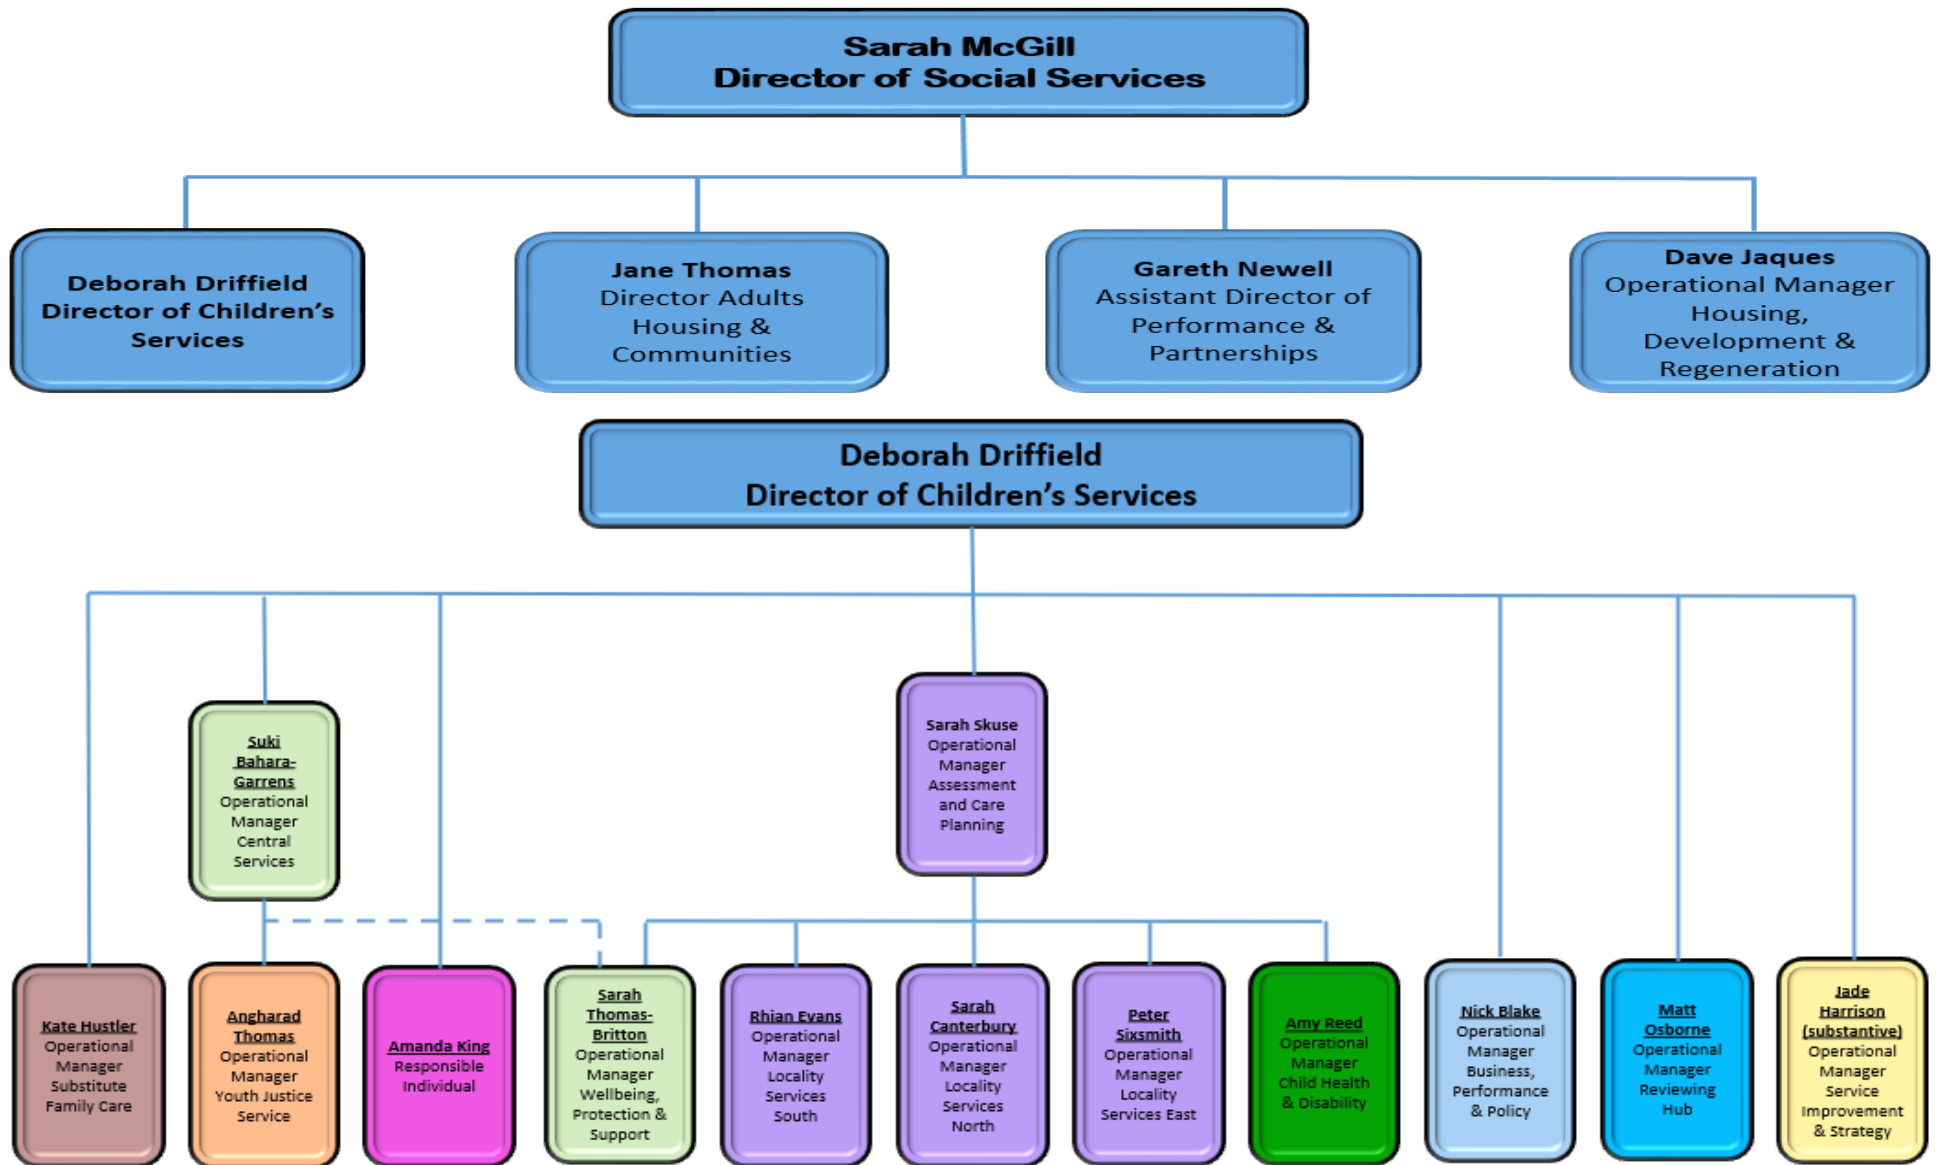 Sarah McGill
Director of Social Services
Deborah Driffield
Director of Children’s
Services
Jane Thomas
Director Adults
Housing &
Communities
Gareth Newell
Assistant Director of
Performance &
Partnerships
Dave Jaques
Operational Manager
Housing,
Development &
Regeneration
Deborah Driffield
Director of Children’s Services
Suki
Bahara-
Garrens
Operational
Manager
Central
Services
Sarah Skuse
Operational
Manager
Assessment
and Care
Planning
Kate Hustler
Operational
Manager
Substitute
Family Care
Angharad
Thomas
Operational
Manager
Youth Justice
Service
Amanda King
Responsible
Individual
Sarah
Thomas-
Britton
Operational
Manager
Wellbeing,
Protection &
Support
Rhian Evans
Operational
Manager
Locality
Services
South
Sarah
Canterbury
Operational
Manager
Locality
Services
North
Peter
Sixsmith
Operational
Manager
Locality
Services East
Amy Reed
Operational
Manager
Child Health
& Disability
Nick Blake
Operational
Manager
Business,
Performance
& Policy
Matt
Osborne
Operational
Manager
Reviewing
Hub
Jade
Harrison
(substantive)
Operational
Manager
Service
Improvement
& Strategy